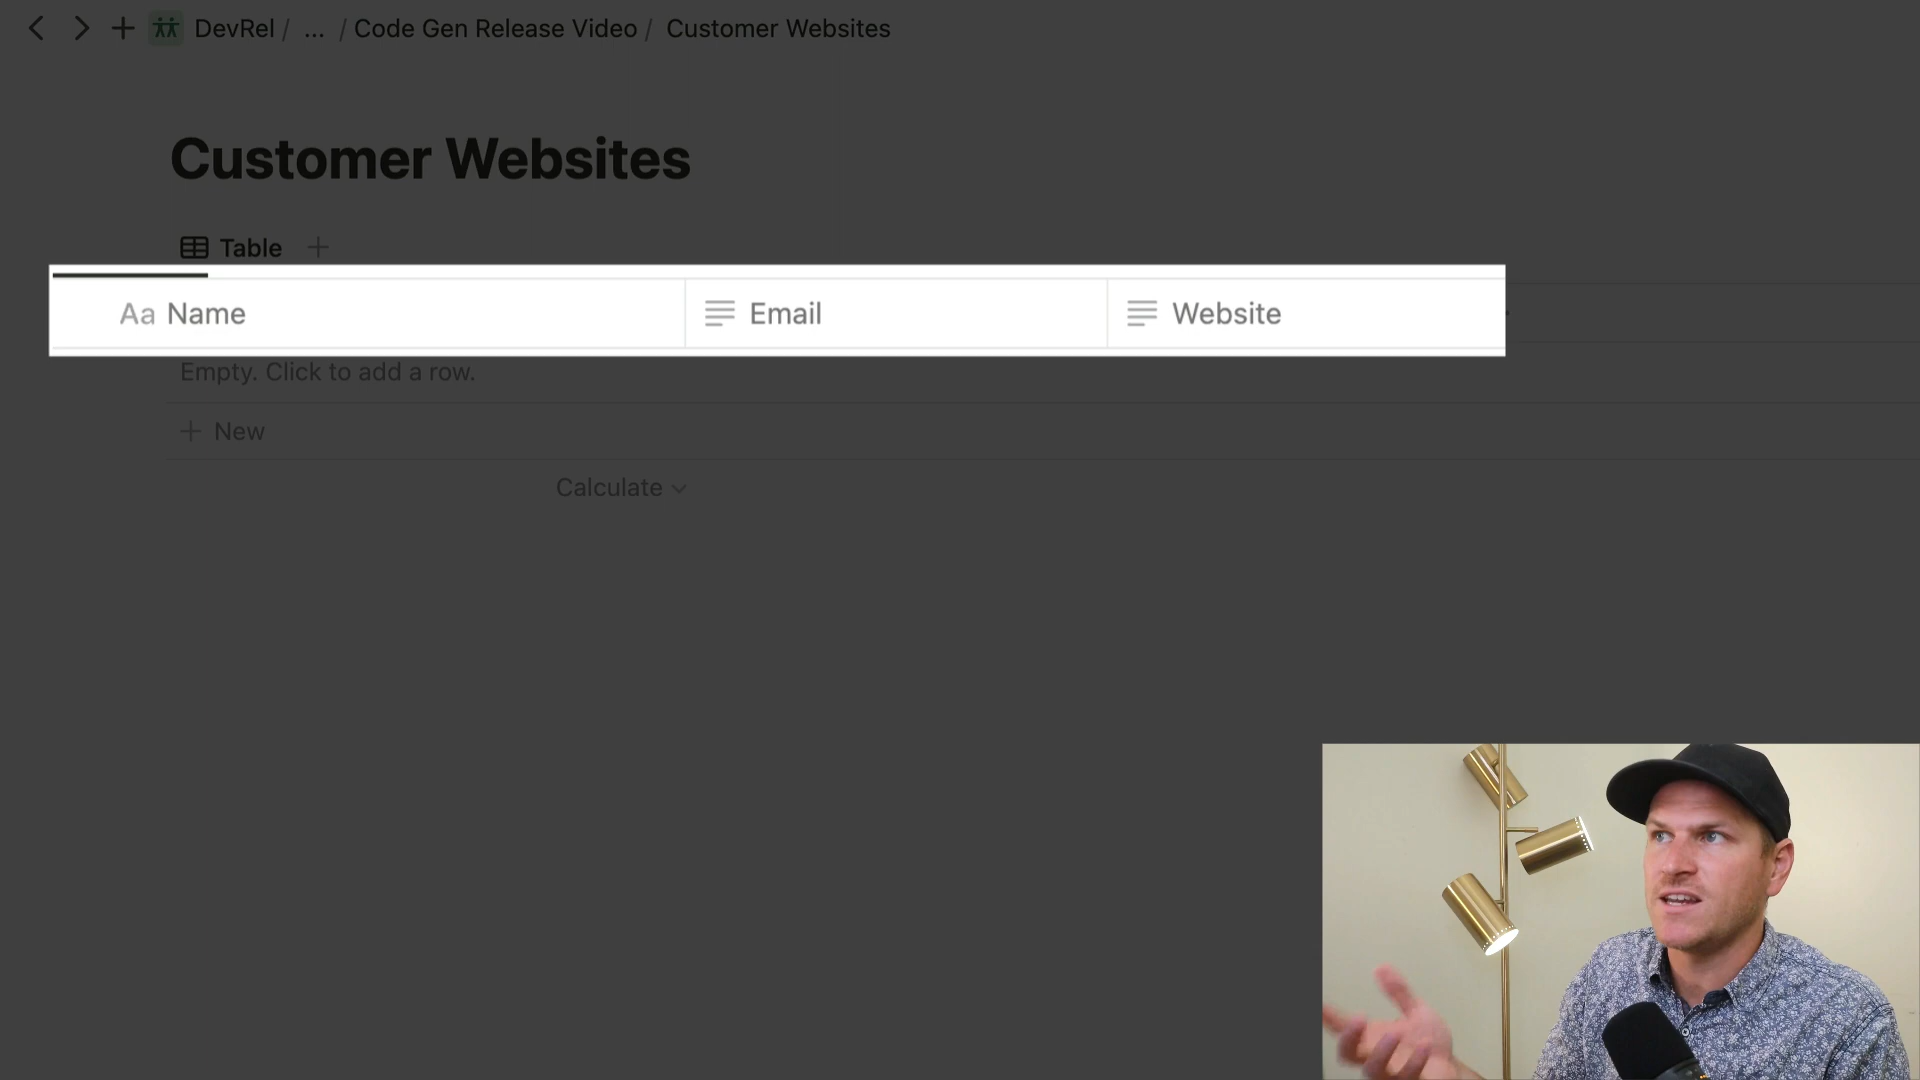 DevRel / ... / Code Gen Release Video / Customer Websites
Customer Websites
Table
Aa Name Email Website
Empty. Click to add a row.
New
Calculate